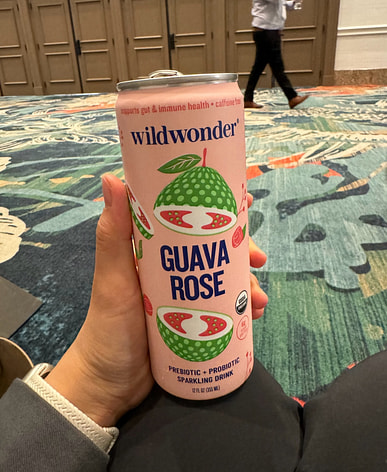 supports gut & immune health + caffeine free
wildwonder
GUAVA
ROSE
PREBIOTIC + PROBIOTIC
SPARKLING DRINK
12 FL OZ (355 ML)